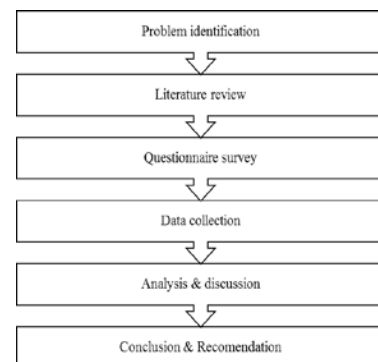 Problem identification
Literature review
Questionnaire survey
Data collection
Analysis & discussion
Conclusion & Recomendation